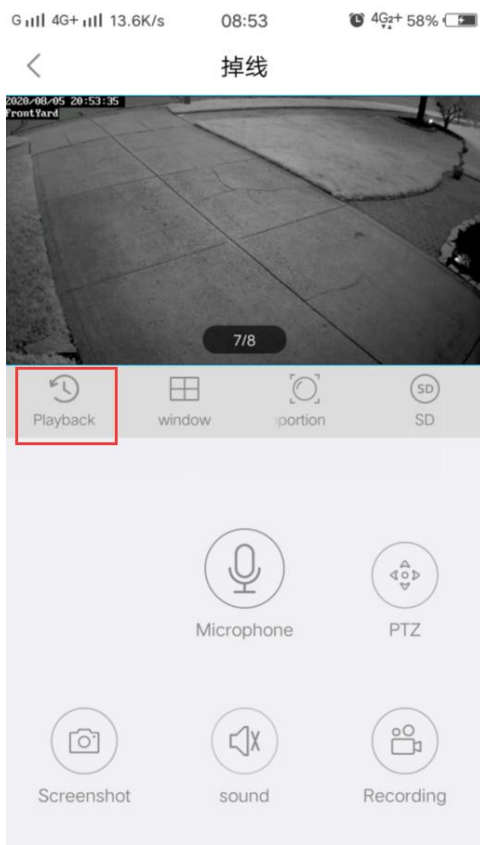 G 4G+ 13.6K/s 08:53 4G2+ 58%
掉线
2020/08/05 20:53:35
FrontYard
7/8
Playback window portion SD SD
Microphone PTZ
Screenshot sound Recording